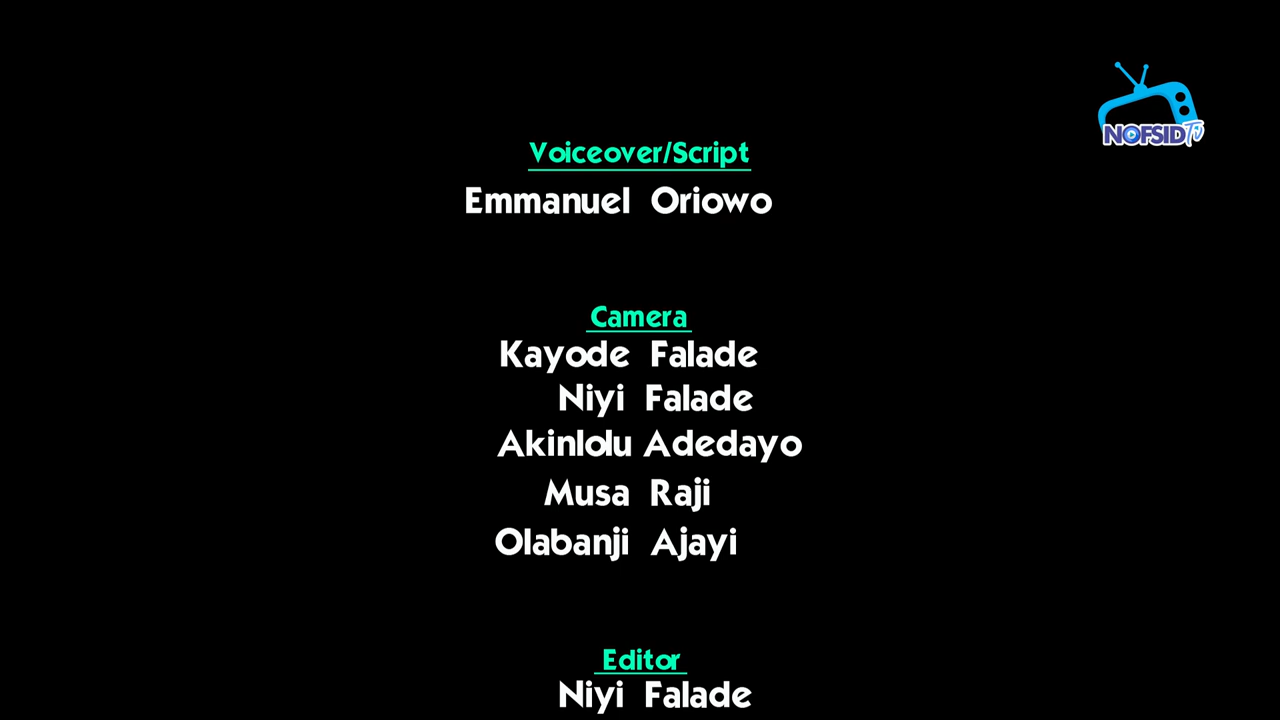 NOFSID TV
Voiceover/Script
Emmanuel Oriowo
Camera
Kayode Falade
Niyi Falade
Akinlolu Adedayo
Musa Raji
Olabanji Ajayi
Editor
Niyi Falade